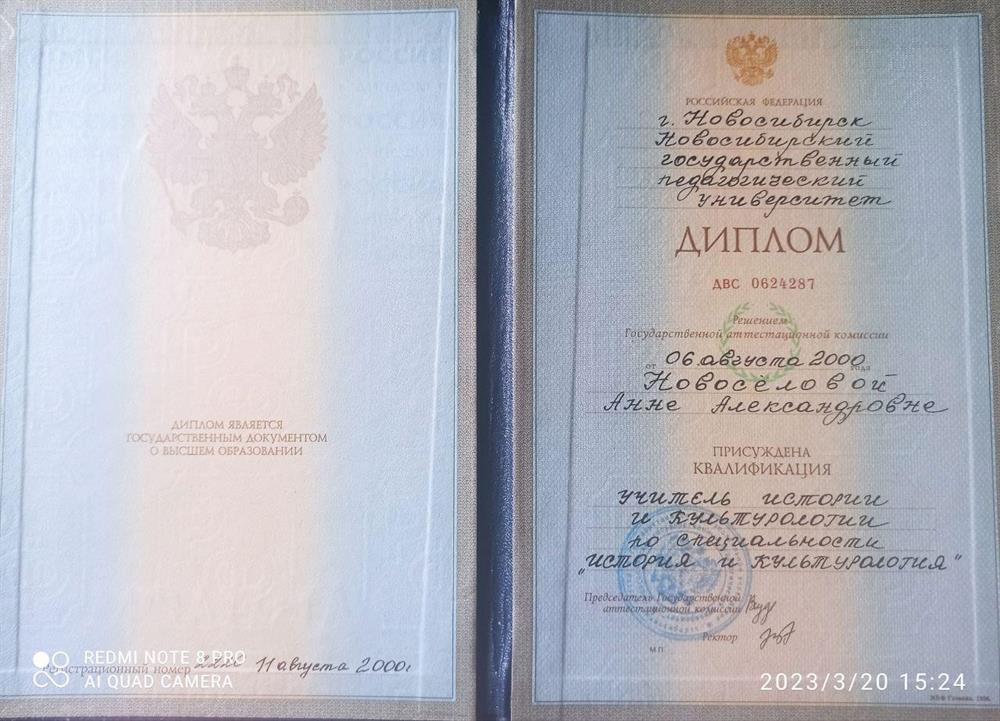 ДИПЛОМ ЯВЛЯЕТСЯ
ГОСУДАРСТВЕННЫМ ДОКУМЕНТОМ
О ВЫСШЕМ ОБРАЗОВАНИИ
Регистрационный номер 11 августа 2000г
REDMI NOTE 8 PRO
AI QUAD CAMERA
РОССИЙСКАЯ ФЕДЕРАЦИЯ
г. Новосибирск
Новосибирский
государственный
педагогический
университет
ДИПЛОМ
ДВС 0624287
Решением
Государственной аттестационной комиссии
от 06 августа 2000 года
Новоселовой
Анне Александровне
ПРИСУЖДЕНА
КВАЛИФИКАЦИЯ
учитель истории
и культурологии
по специальности
"история и культурология"
Председатель Государственной
аттестационной комиссии
Ректор
МП
2023/3/20 15:24